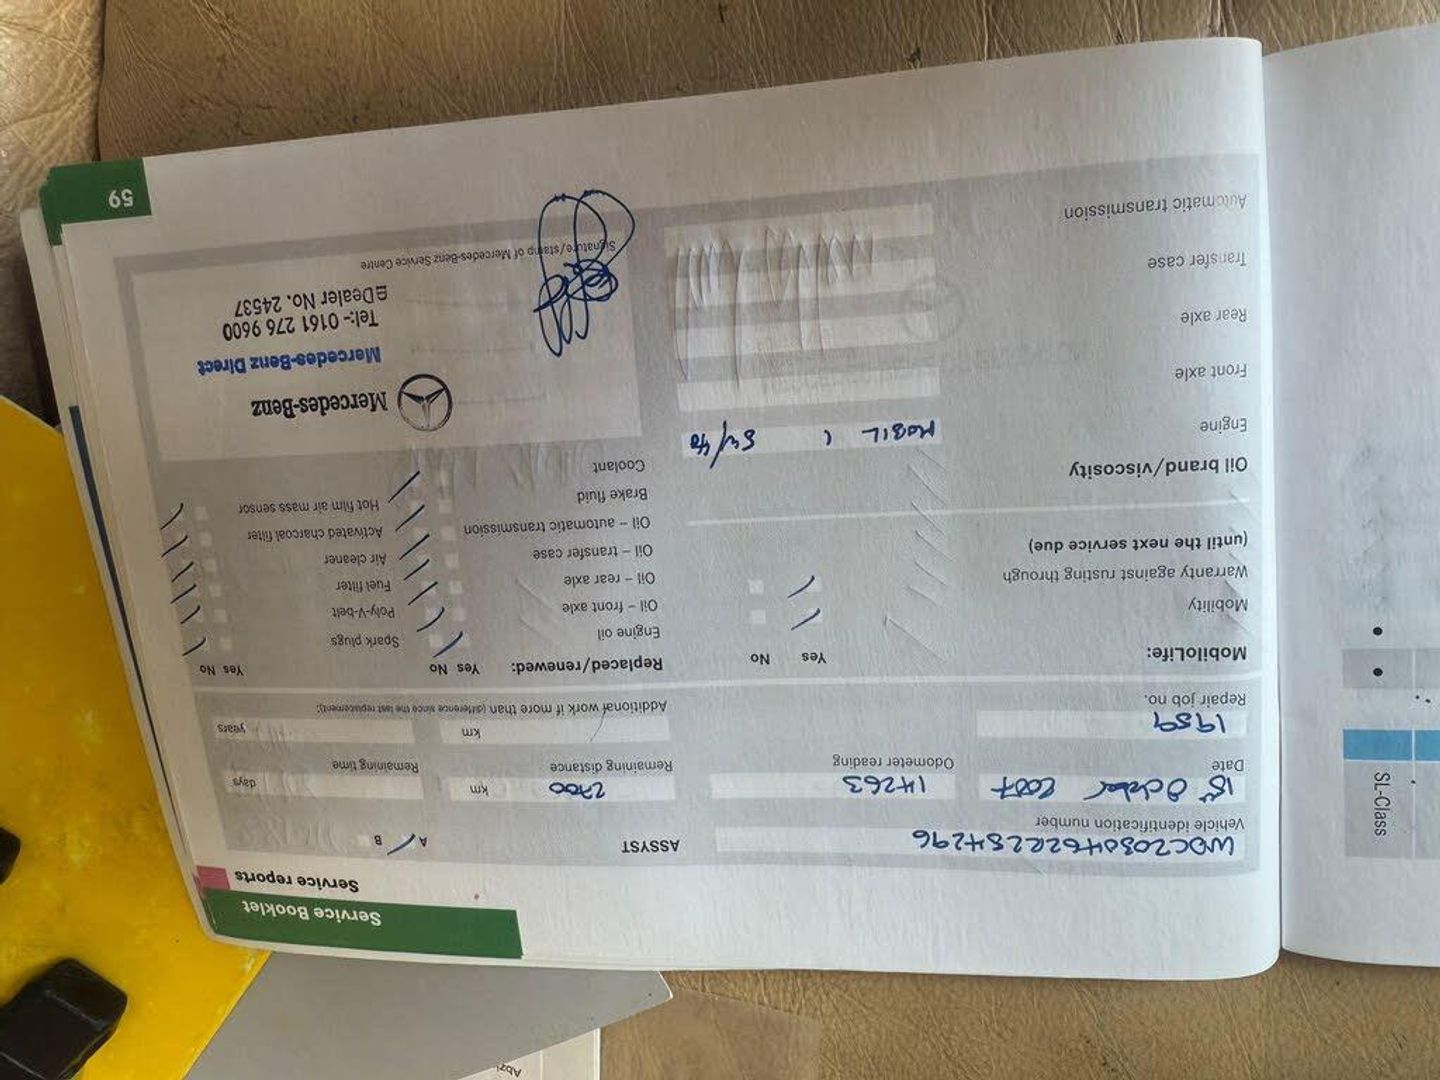 Service Booklet
Service reports
WDC2030462R254296
Vehicle identification number
ASSYST
A B
18th October 2007
14263
2700 km
days
Date
Odometer reading
Remaining distance
Remaining time
1989
km
years
Repair job no.
Additional work if more than (difference since the last replacement):
MobiloLife:
Yes No
Mobility
Warranty against rusting through
(until the next service due)
Replaced/renewed: Yes No
Yes No
Engine oil
Oil – front axle
Oil – rear axle
Oil – transfer case
Oil – automatic transmission
Brake fluid
Coolant
Spark plugs
Poly-V-belt
Fuel filter
Air cleaner
Activated charcoal filter
Hot film air mass sensor
Oil brand/viscosity
Engine MOBIL 1 5W/40
Front axle
Rear axle
Transfer case
Automatic transmission
Mercedes-Benz
Mercedes-Benz Direct
Tel:- 0161 276 9600
Dealer No. 24537
Signature/stamp of Mercedes-Benz Service Centre
59
SL-Class